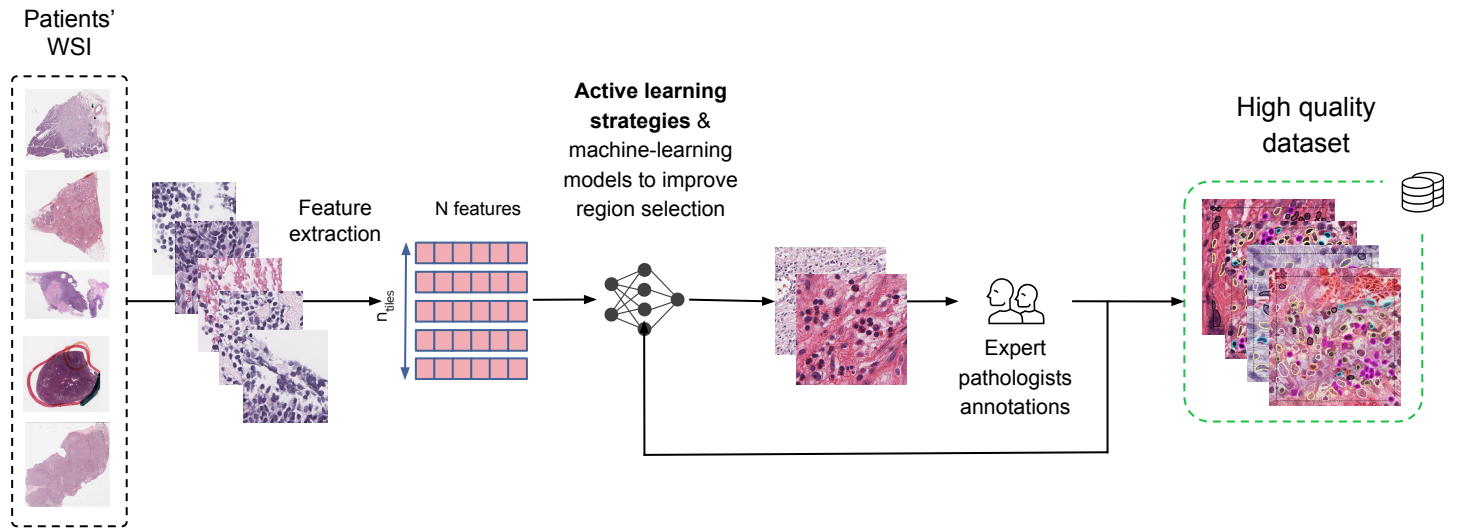 Patients’
WSI
Feature
extraction
N features
n_tiles
Active learning
strategies &
machine-learning
models to improve
region selection
Expert
pathologists
annotations
High quality
dataset